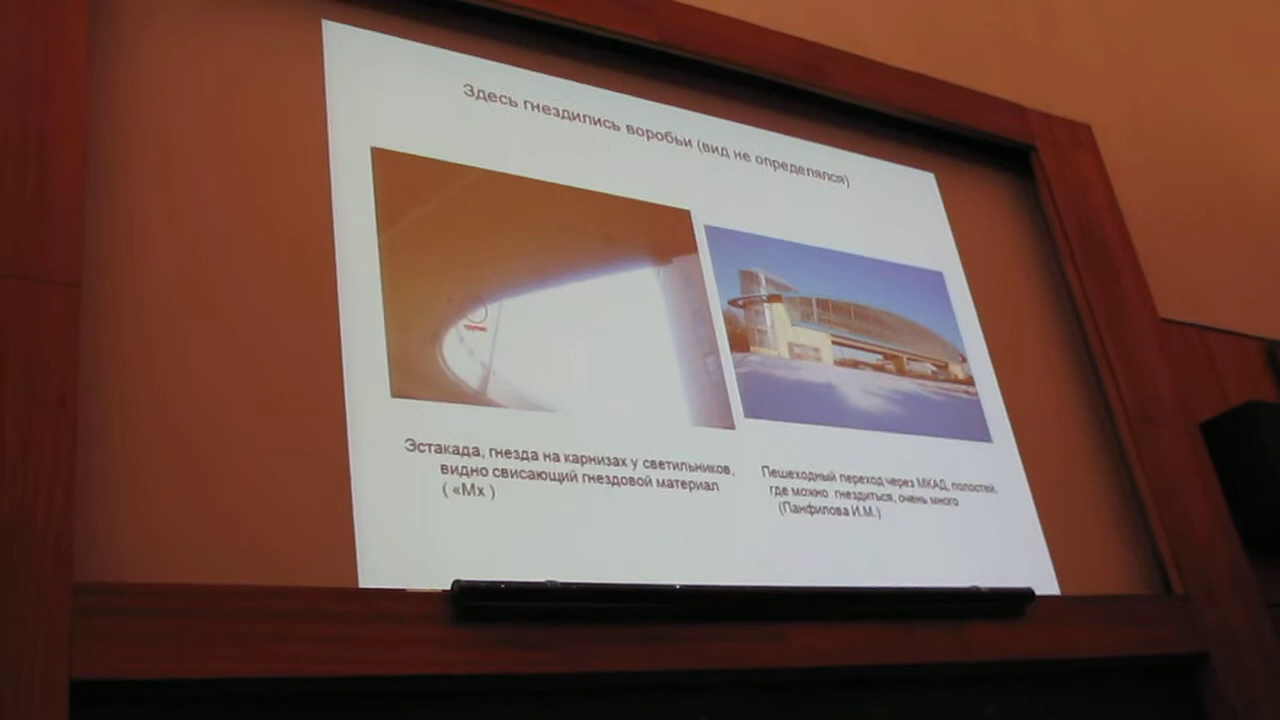 Здесь гнездились воробьи (вид не определялся)
Эстакада, гнезда на карнизах у светильников,
видно свисающий гнездовой материал
( «Мх )
Пешеходный переход через МКАД, полостей,
где можно гнездиться, очень много
(Панфилова И.М.)